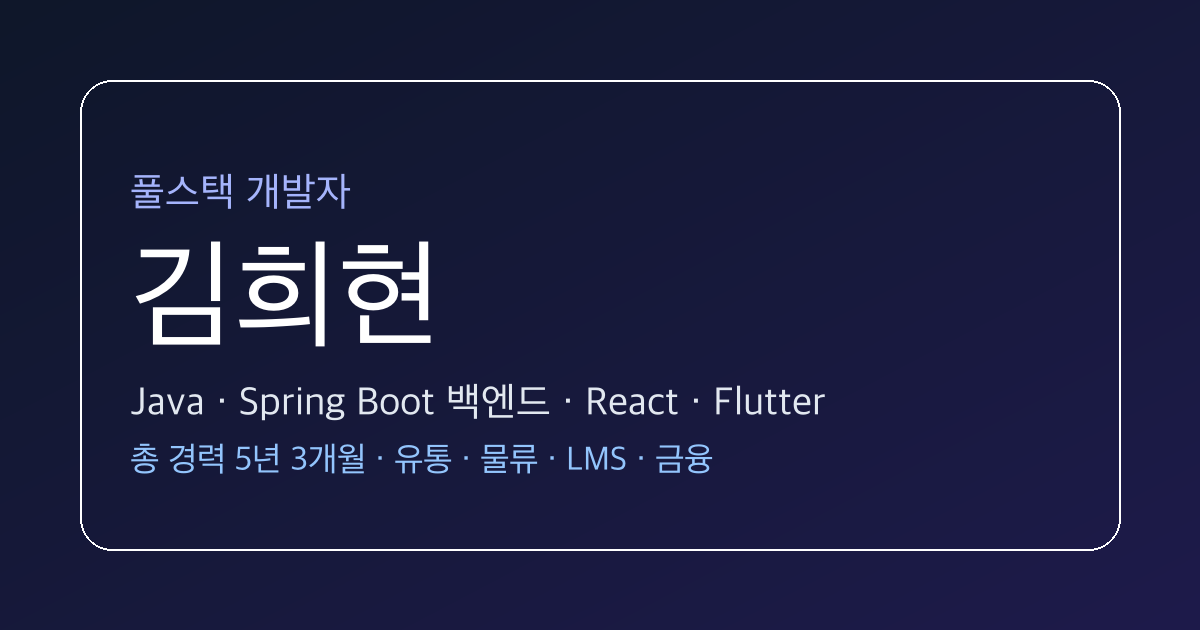 풀스택 개발자
김희현
Java · Spring Boot 백엔드 · React · Flutter
총 경력 5년 3개월 · 유통 · 물류 · LMS · 금융